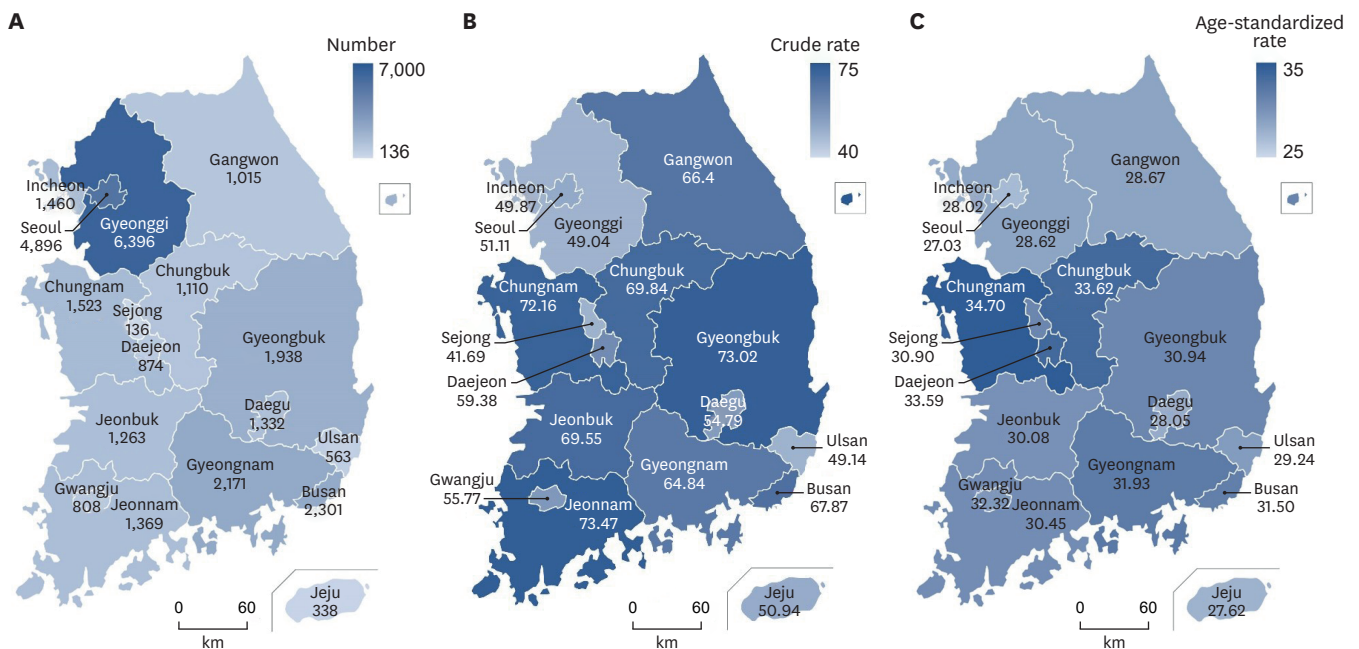 A
Number
7,000
136
Gangwon
1,015
Incheon
1,460
Seoul
4,896
Gyeonggi
6,396
Chungbuk
1,110
Chungnam
1,523
Sejong
136
Daejeon
874
Gyeongbuk
1,938
Daegu
1,332
Jeonbuk
1,263
Ulsan
563
Gyeongnam
2,171
Busan
2,301
Gwangju
808
Jeonnam
1,369
Jeju
338
0 60
km
B
Crude rate
75
40
Gangwon
66.4
Incheon
49.87
Seoul
51.11
Gyeonggi
49.04
Chungbuk
69.84
Chungnam
72.16
Sejong
41.69
Daejeon
59.38
Gyeongbuk
73.02
Daegu
54.79
Jeonbuk
69.55
Ulsan
49.14
Gyeongnam
64.84
Busan
67.87
Gwangju
55.77
Jeonnam
73.47
Jeju
50.94
0 60
km
C
Age-standardized
rate
35
25
Gangwon
28.67
Incheon
28.02
Seoul
27.03
Gyeonggi
28.62
Chungbuk
33.62
Chungnam
34.70
Sejong
30.90
Daejeon
33.59
Gyeongbuk
30.94
Daegu
28.05
Jeonbuk
30.08
Ulsan
29.24
Gyeongnam
31.93
Busan
31.50
Gwangju
32.32
Jeonnam
30.45
Jeju
27.62
0 60
km